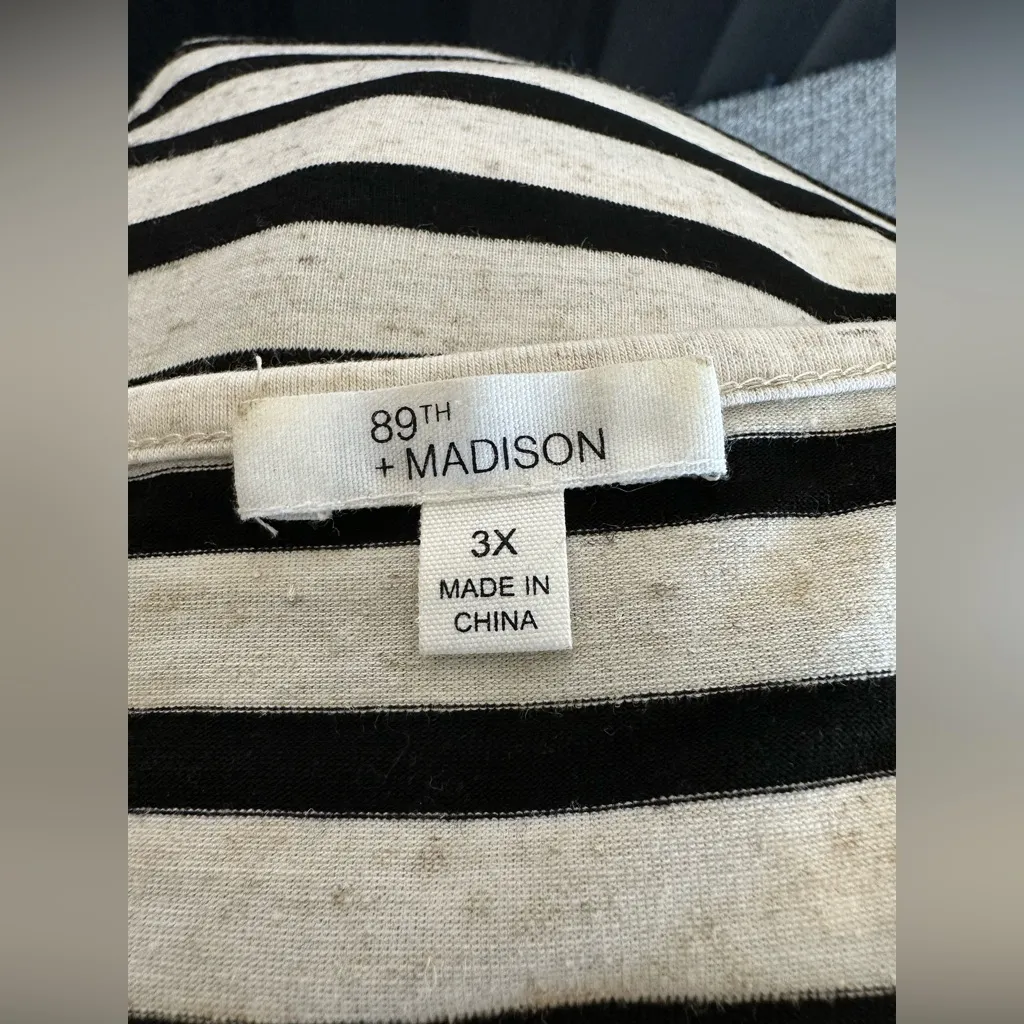 89TH
+ MADISON
3X
MADE IN
CHINA